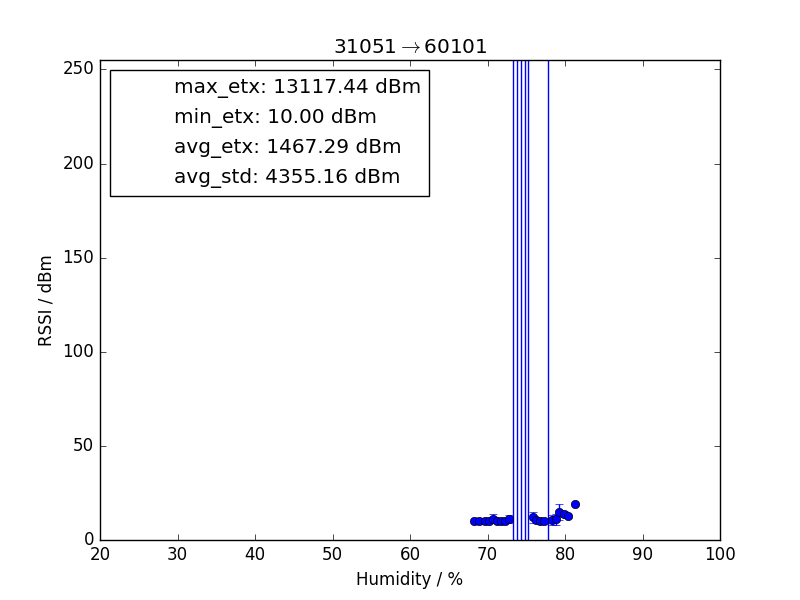 31051→60101
max_etx: 13117.44 dBm
min_etx: 10.00 dBm
avg_etx: 1467.29 dBm
avg_std: 4355.16 dBm
RSSI / dBm
250
200
150
100
50
0
20 30 40 50 60 70 80 90 100
Humidity / %